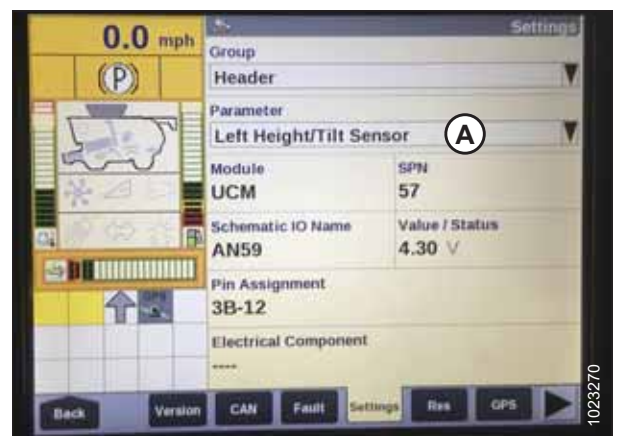 0.0 mph
Settings
(P)
Group
Header
Parameter
Left Height/Tilt Sensor
A
Module
SPN
UCM
57
Schematic IO Name
Value / Status
AN59
4.30 V
Pin Assignment
3B-12
GPS
Electrical Component
----
Back
Version
CAN
Fault
Settings
Res
GPS
1023270